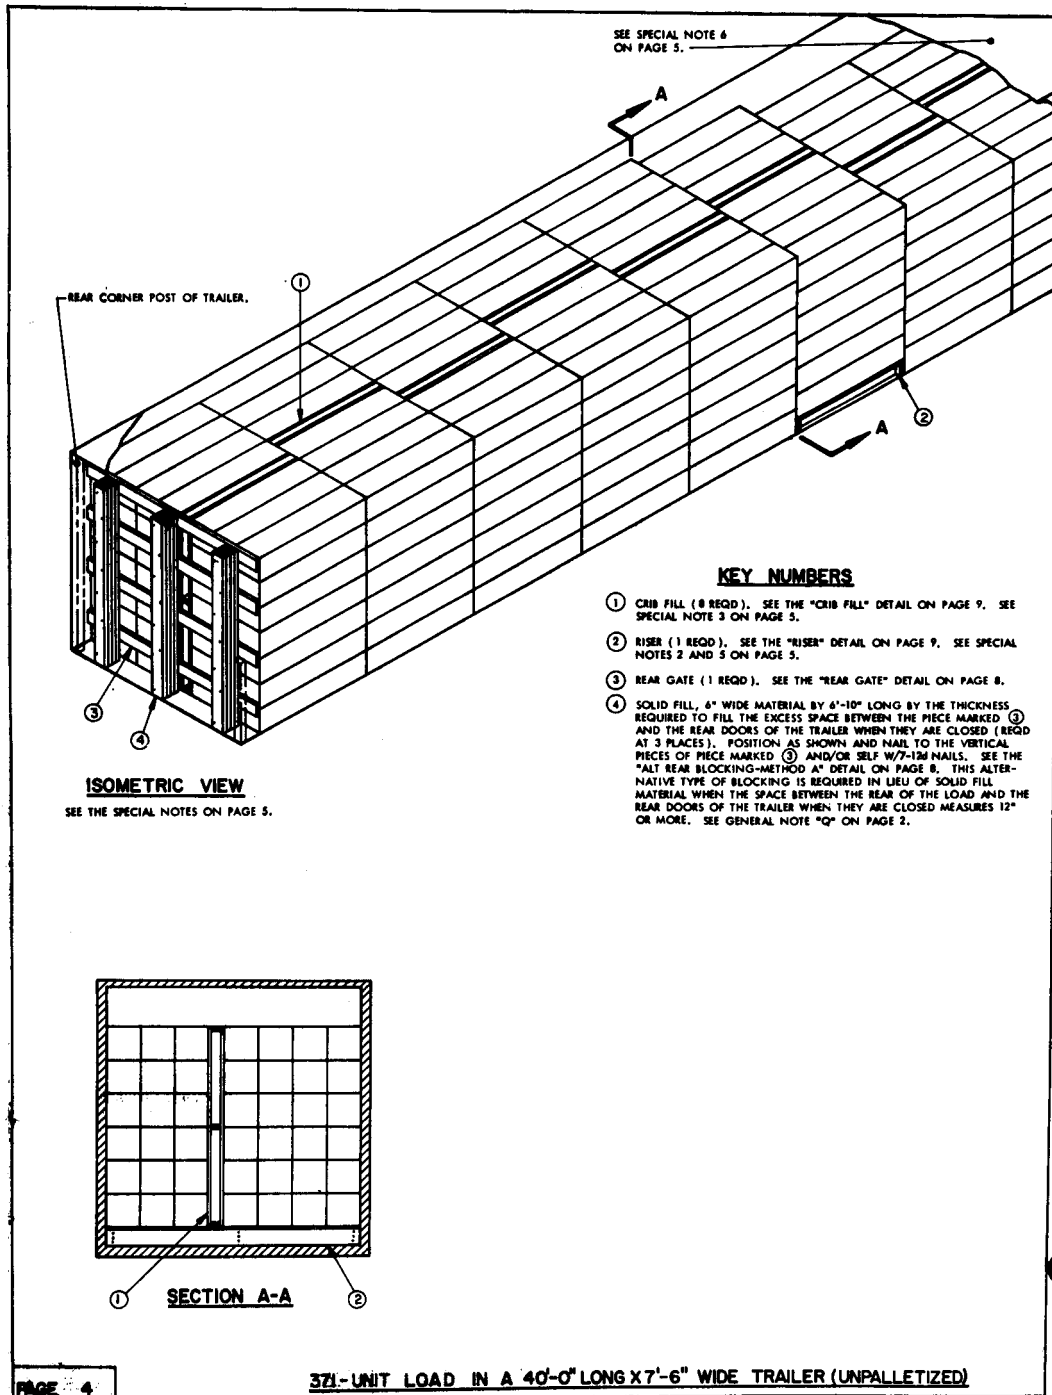 SEE SPECIAL NOTE 6
ON PAGE 5.
A
REAR CORNER POST OF TRAILER.
1
2
A
3
4
ISOMETRIC VIEW
SEE THE SPECIAL NOTES ON PAGE 5.
KEY NUMBERS
1 CRIB FILL (8 REQD). SEE THE "CRIB FILL" DETAIL ON PAGE 9. SEE
SPECIAL NOTE 3 ON PAGE 5.
2 RISER (1 REQD). SEE THE "RISER" DETAIL ON PAGE 9. SEE SPECIAL
NOTES 2 AND 5 ON PAGE 5.
3 REAR GATE (1 REQD). SEE THE "REAR GATE" DETAIL ON PAGE 8.
4 SOLID FILL, 6" WIDE MATERIAL BY 6'-10" LONG BY THE THICKNESS
REQUIRED TO FILL THE EXCESS SPACE BETWEEN THE PIECE MARKED 3
AND THE REAR DOORS OF THE TRAILER WHEN THEY ARE CLOSED (REQD
AT 3 PLACES). POSITION AS SHOWN AND NAIL TO THE VERTICAL
PIECES OF PIECE MARKED 3 AND/OR SELF W/7-12d NAILS. SEE THE
"ALT REAR BLOCKING-METHOD A" DETAIL ON PAGE 8. THIS ALTER-
NATIVE TYPE OF BLOCKING IS REQUIRED IN LIEU OF SOLID FILL
MATERIAL WHEN THE SPACE BETWEEN THE REAR OF THE LOAD AND THE
REAR DOORS OF THE TRAILER WHEN THEY ARE CLOSED MEASURES 12"
OR MORE. SEE GENERAL NOTE "Q" ON PAGE 2.
1
SECTION A-A
2
PAGE 4
371-UNIT LOAD IN A 40'-0" LONG X 7'-6" WIDE TRAILER (UNPALLETIZED)